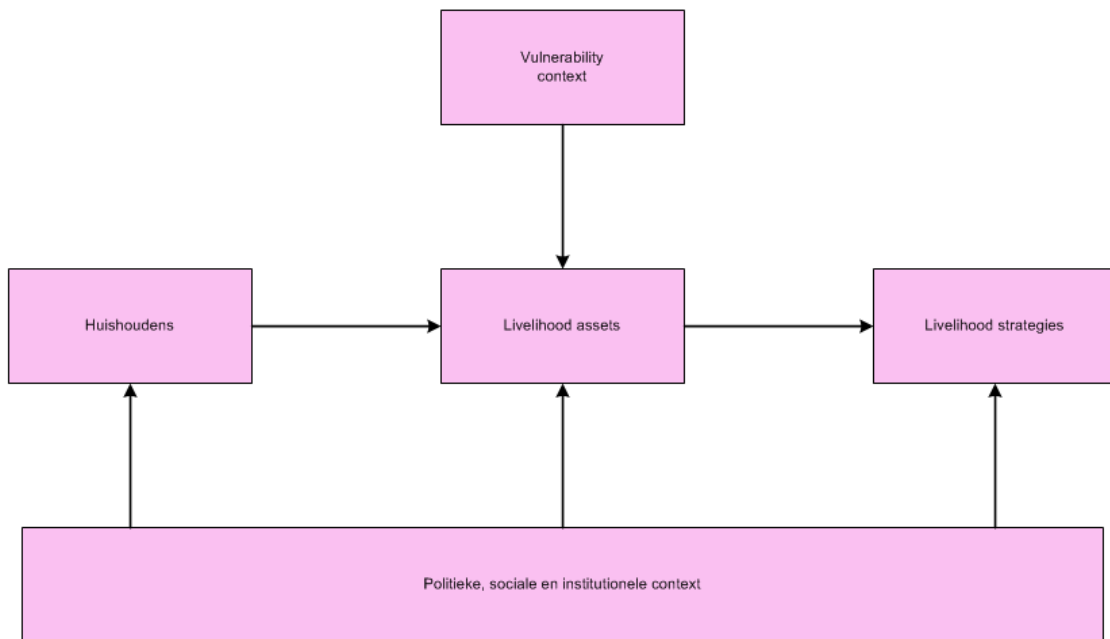 Vulnerability
context
Huishoudens
Livelihood assets
Livelihood strategies
Politieke, sociale en institutionele context